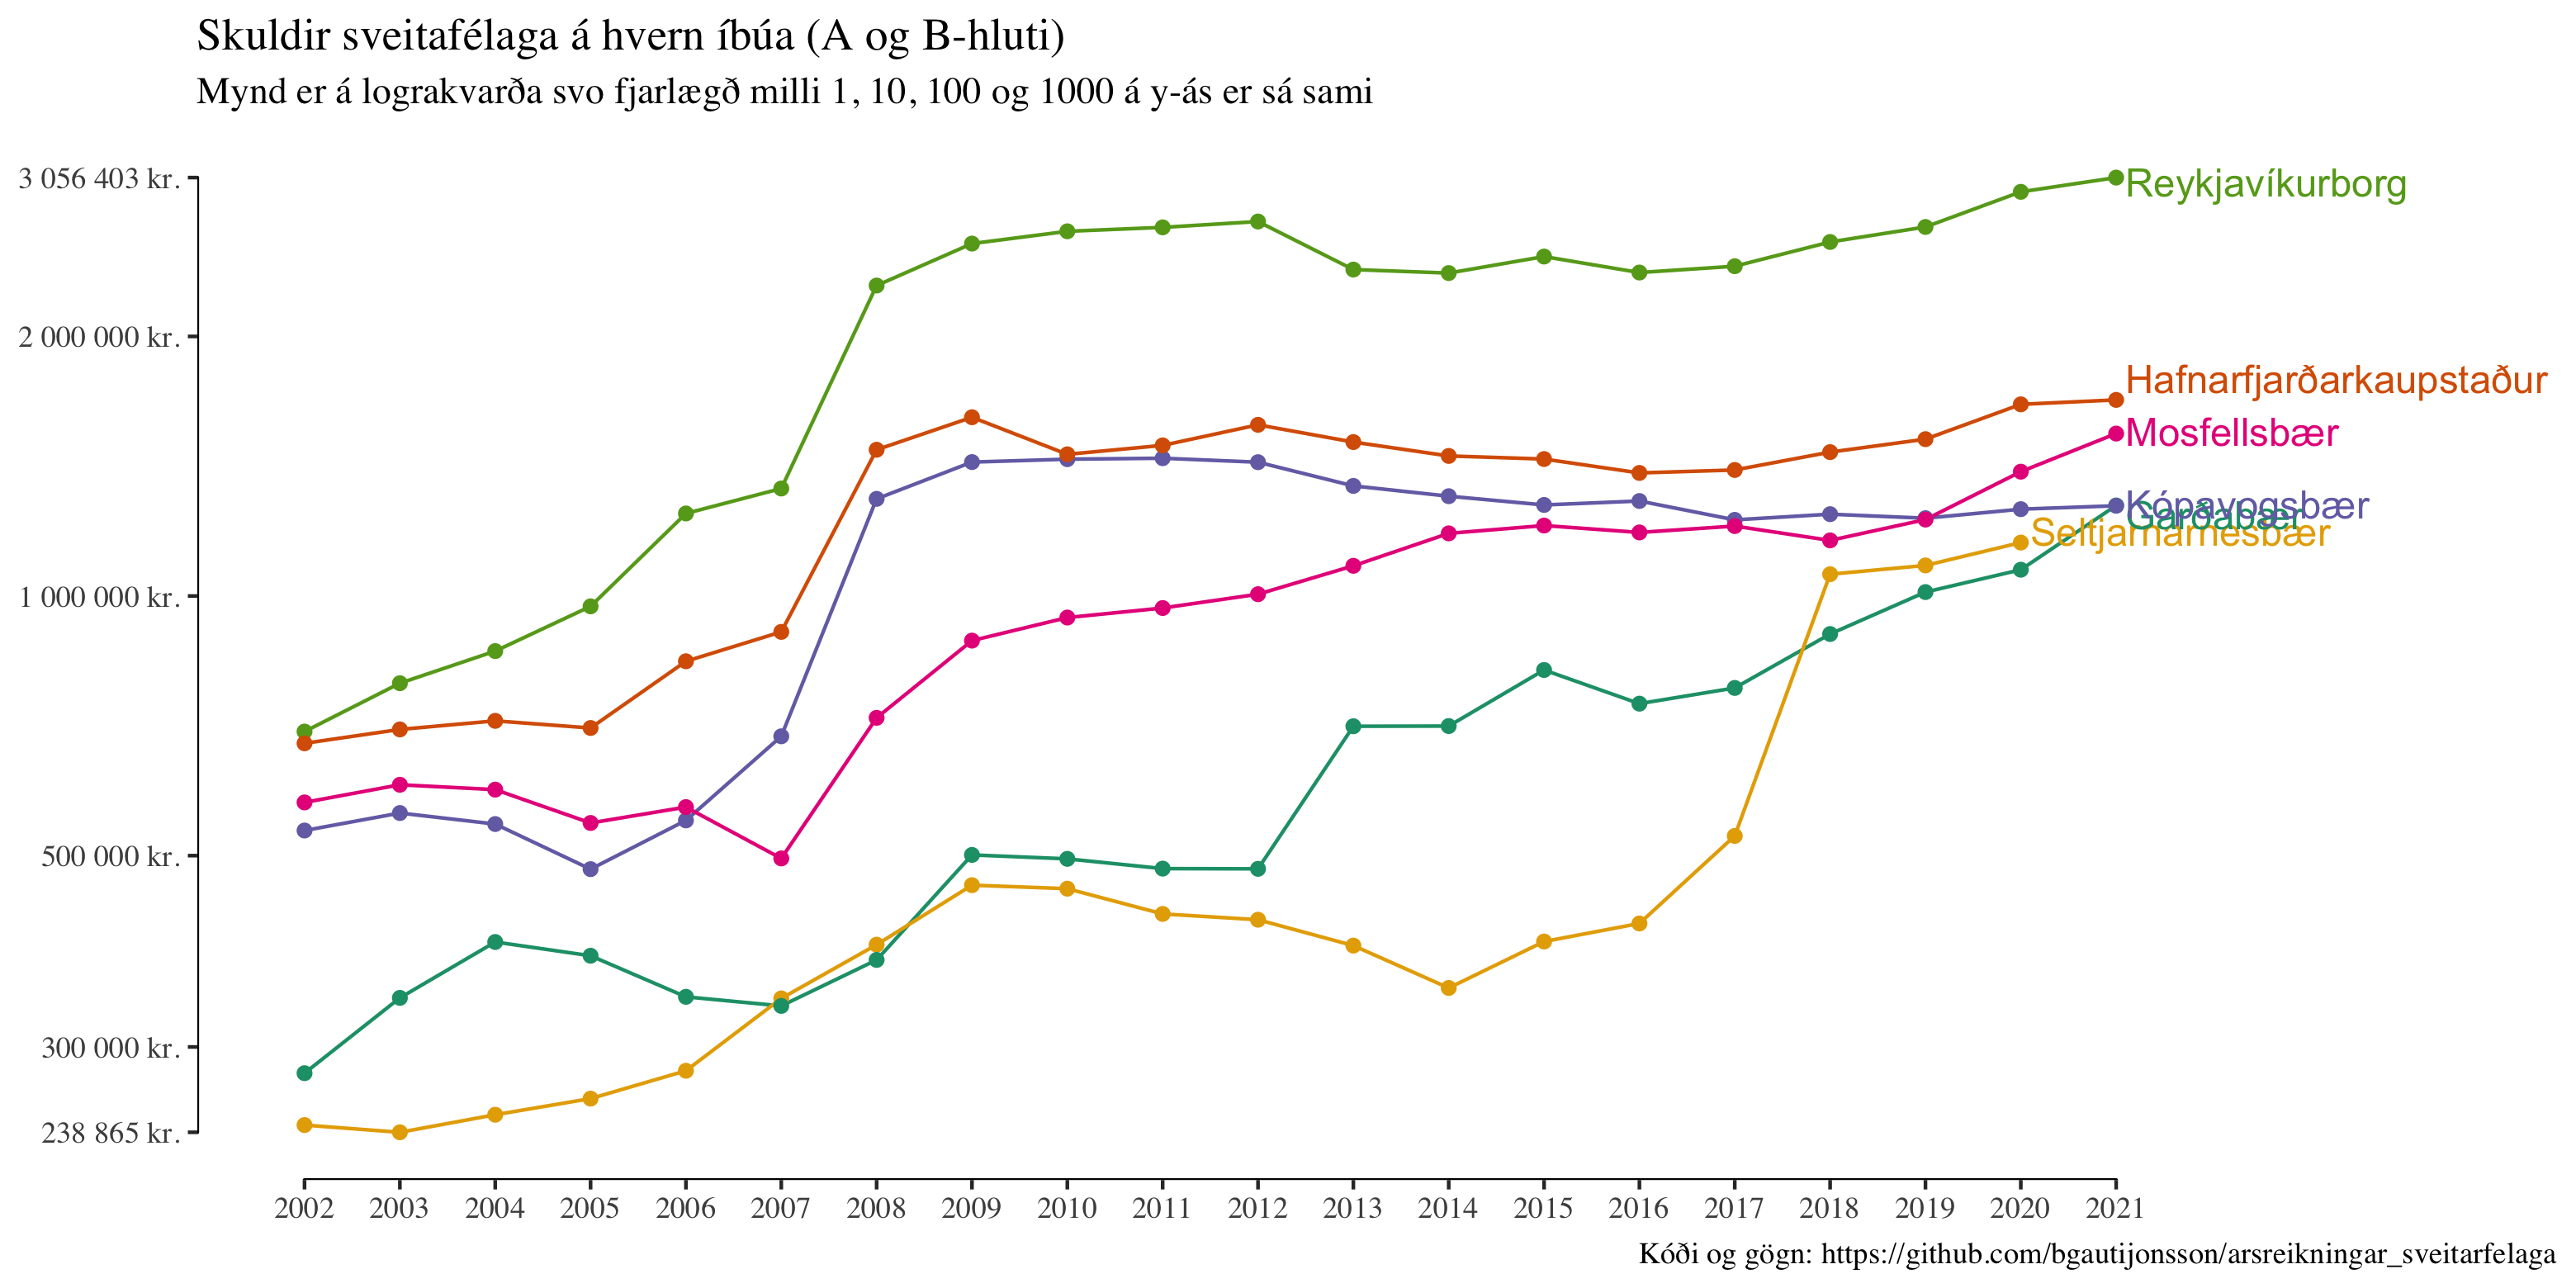 Skuldir sveitafélaga á hvern íbúa (A og B-hluti)
Mynd er á lograkvarða svo fjarlægð milli 1, 10, 100 og 1000 á y-ás er sá sami
3 056 403 kr.
2 000 000 kr.
1 000 000 kr.
500 000 kr.
300 000 kr.
238 865 kr.
Reykjavíkurborg
Hafnarfjarðarkaupstaður
Mosfellsbær
Kópavogsbær
Garðabær
Seltjarnarnesbær
2002 2003 2004 2005 2006 2007 2008 2009 2010 2011 2012 2013 2014 2015 2016 2017 2018 2019 2020 2021
Kóði og gögn: https://github.com/bgautijonsson/arsreikningar_sveitarfelaga